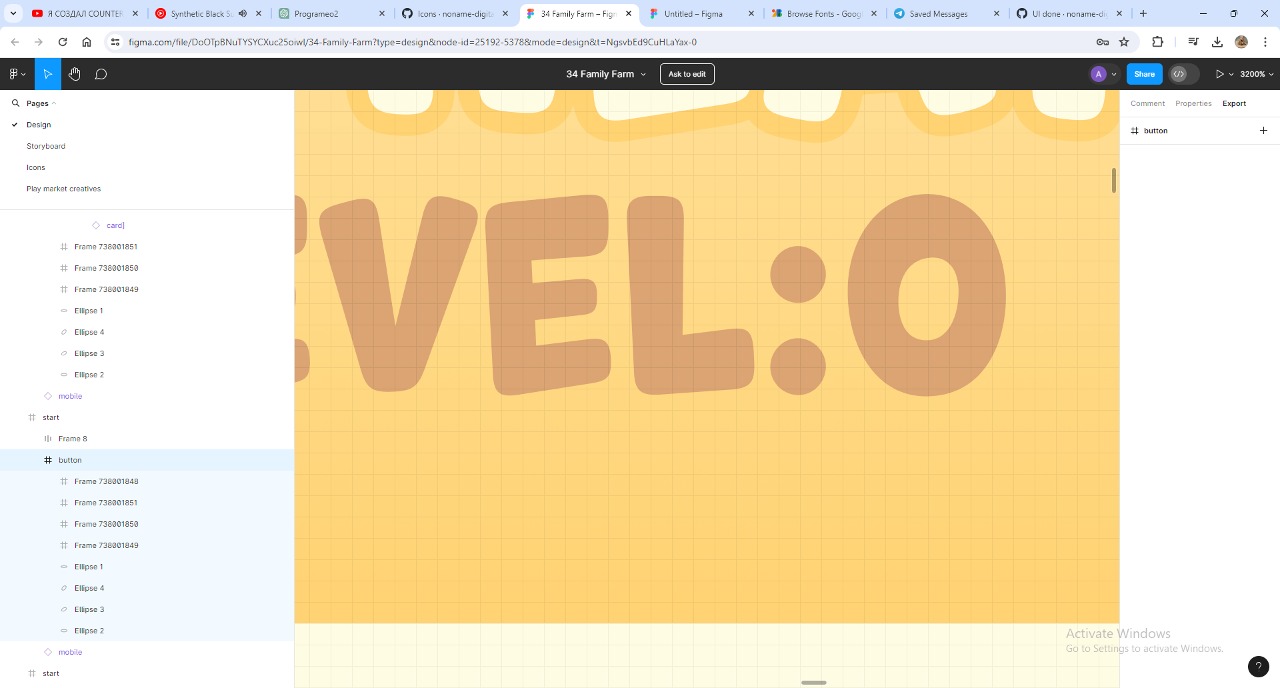 Я СОЗДАЛ COUNTER
Synthetic Black Su
Programeo2
Icons · noname-digital
34 Family Farm – Figm
Untitled – Figma
Browse Fonts - Goog
Saved Messages
UI done · noname-dig
figma.com/file/DoOTpBNuTYSYCXuc25oiwl/34-Family-Farm?type=design&node-id=25192-5378&mode=design&t=NgsvbEd9CuHLaYax-0
34 Family Farm
Ask to edit
A
Share
3200%
Pages
Comment
Properties
Export
Design
button
Storyboard
Icons
Play market creatives
card|
Frame 738001851
Frame 738001850
Frame 738001849
Ellipse 1
Ellipse 4
Ellipse 3
Ellipse 2
mobile
start
Frame 8
button
Frame 738001848
Frame 738001851
Frame 738001850
Frame 738001849
Ellipse 1
Ellipse 4
Ellipse 3
Ellipse 2
mobile
start
EVEL:0
Activate Windows
Go to Settings to activate Windows.
?